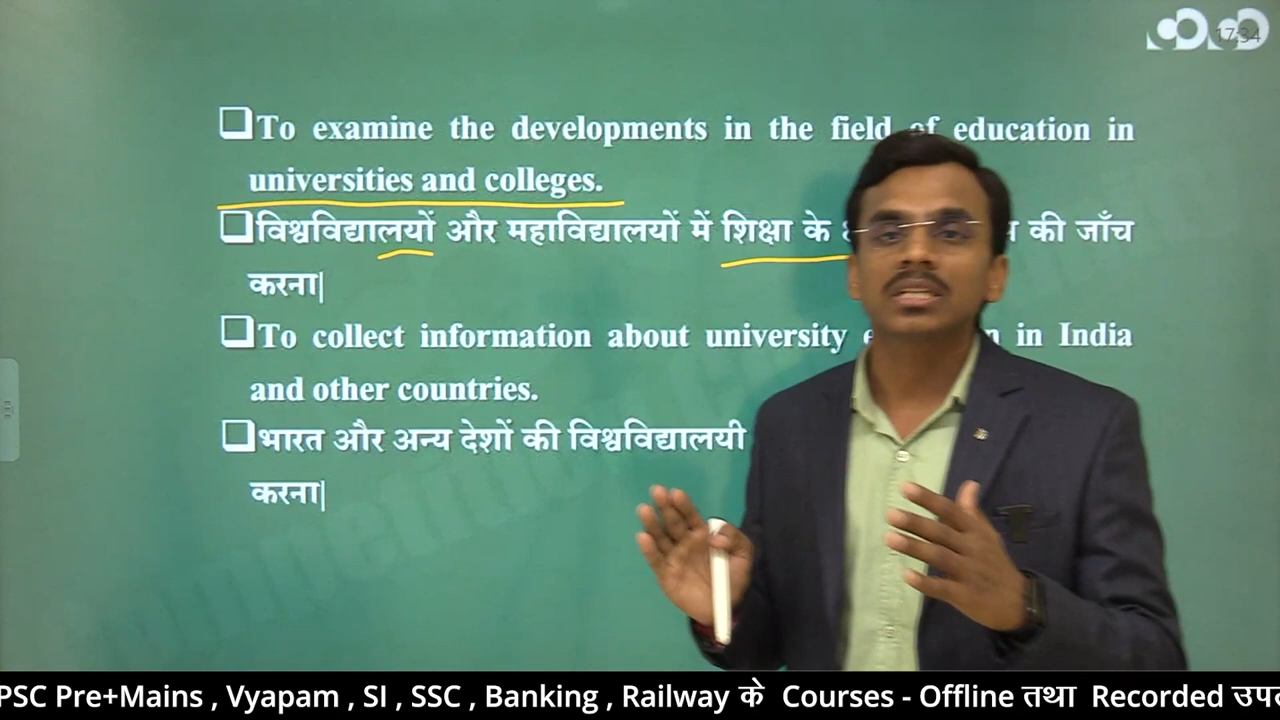 17:34
To examine the developments in the field of education in
universities and colleges.
विश्वविद्यालयों और महाविद्यालयों में शिक्षा के की जाँच
करना|
To collect information about university in India
and other countries.
भारत और अन्य देशों की विश्वविद्यालयी
करना|
PSC Pre+Mains , Vyapam , SI , SSC , Banking , Railway के Courses - Offline तथा Recorded